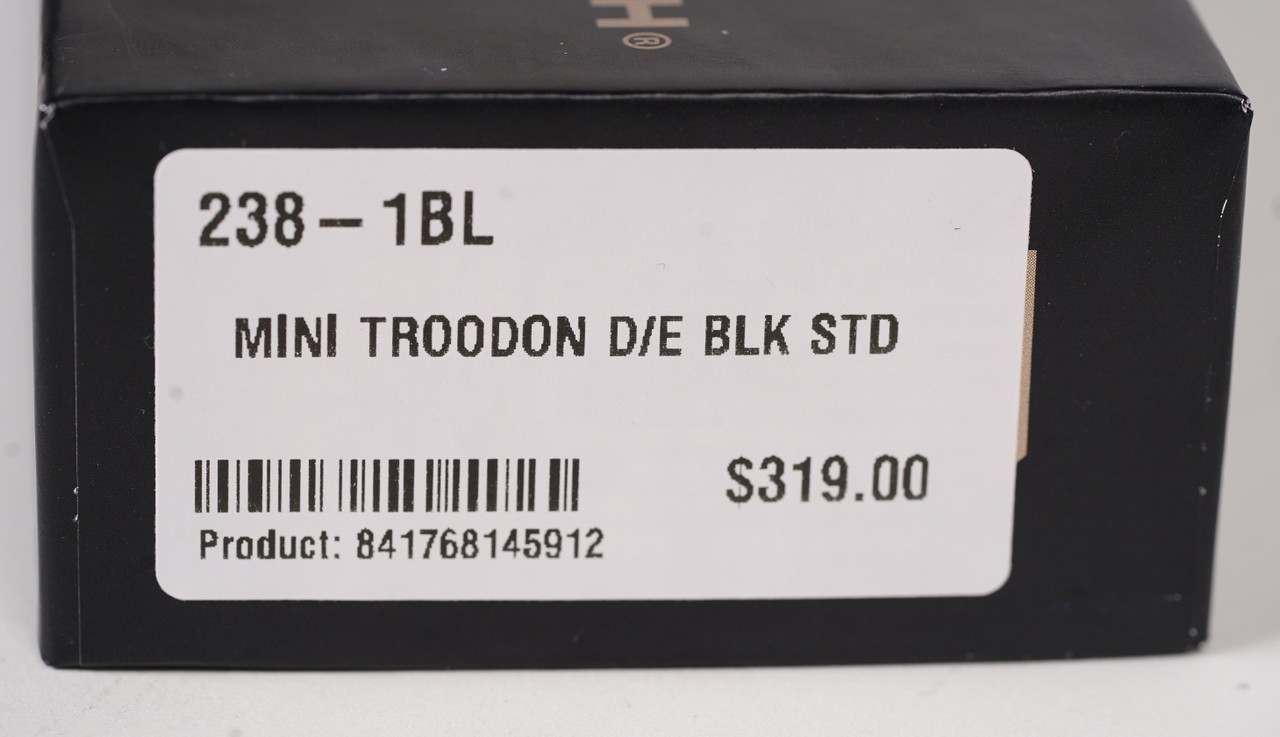 H®
238-1BL
MINI TROODON D/E BLK STD
$319.00
Product: 841768145912